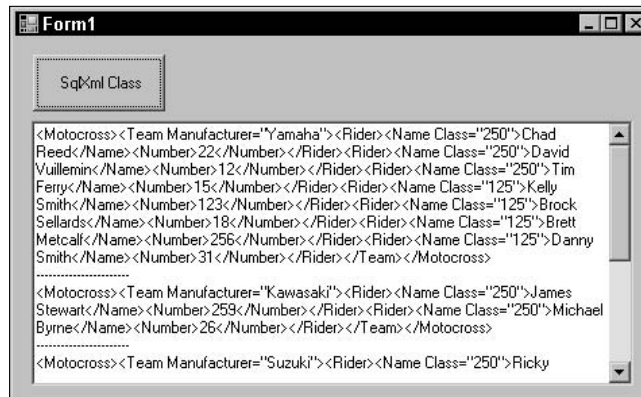 Form1
SqlXml Class
<Motocross><Team Manufacturer="Yamaha"><Rider><Name Class="250">Chad
Reed</Name><Number>22</Number></Rider><Rider><Name Class="250">David
Vuillemin</Name><Number>12</Number></Rider><Rider><Name Class="250">Tim
Ferry</Name><Number>15</Number></Rider><Rider><Name Class="125">Kelly
Smith</Name><Number>123</Number></Rider><Rider><Name Class="125">Brock
Sellards</Name><Number>18</Number></Rider><Rider><Name Class="125">Brett
Metcalf</Name><Number>256</Number></Rider><Rider><Name Class="125">Danny
Smith</Name><Number>31</Number></Rider></Team></Motocross>
----------------------
<Motocross><Team Manufacturer="Kawasaki"><Rider><Name Class="250">James
Stewart</Name><Number>259</Number></Rider><Rider><Name Class="250">Michael
Byrne</Name><Number>26</Number></Rider></Team></Motocross>
----------------------
<Motocross><Team Manufacturer="Suzuki"><Rider><Name Class="250">Ricky